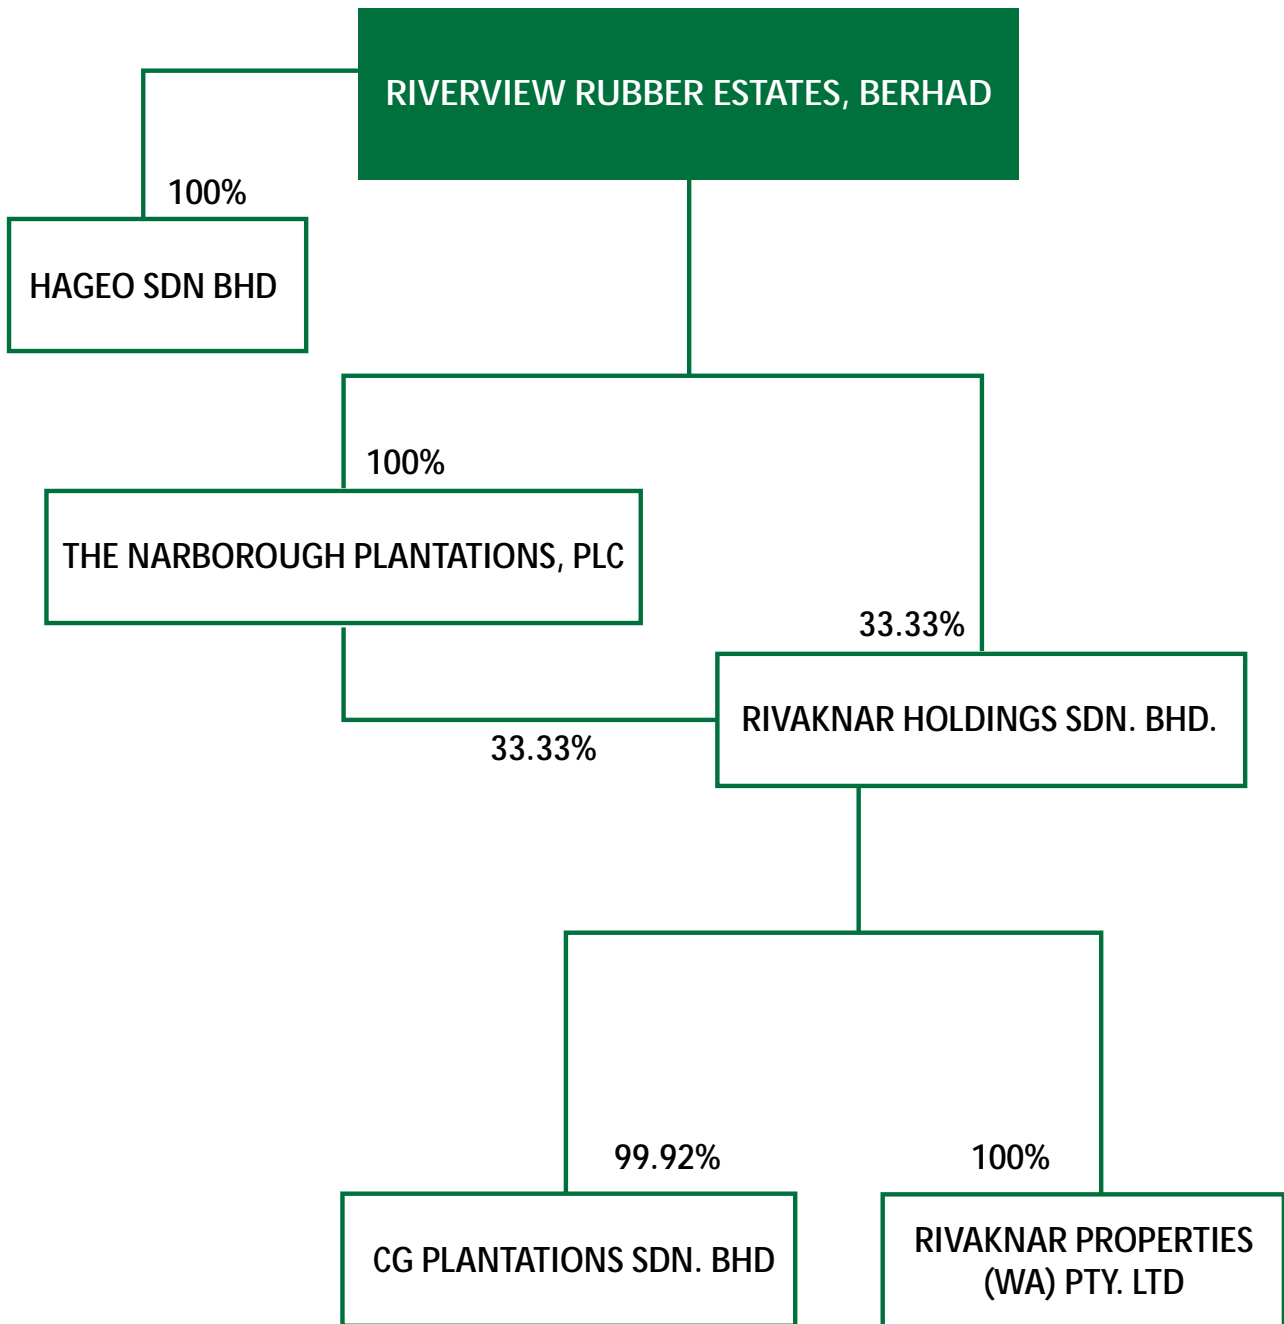 RIVERVIEW RUBBER ESTATES, BERHAD
100%
HAGEO SDN BHD
100%
THE NARBOROUGH PLANTATIONS, PLC
33.33%
RIVAKNAR HOLDINGS SDN. BHD.
33.33%
99.92%
100%
CG PLANTATIONS SDN. BHD
RIVAKNAR PROPERTIES
(WA) PTY. LTD